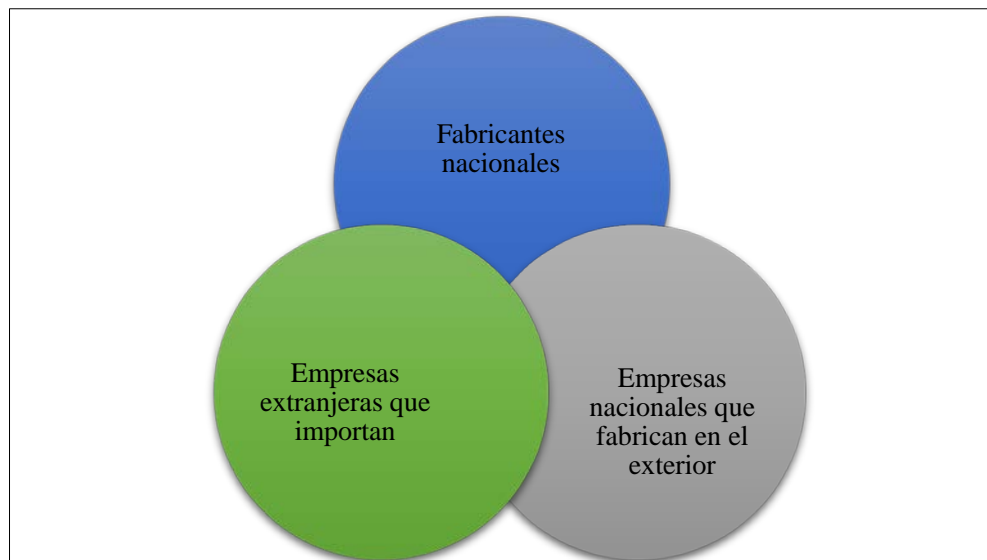 Fabricantes
nacionales
Empresas
extranjeras que
importan
Empresas
nacionales que
fabrican en el
exterior